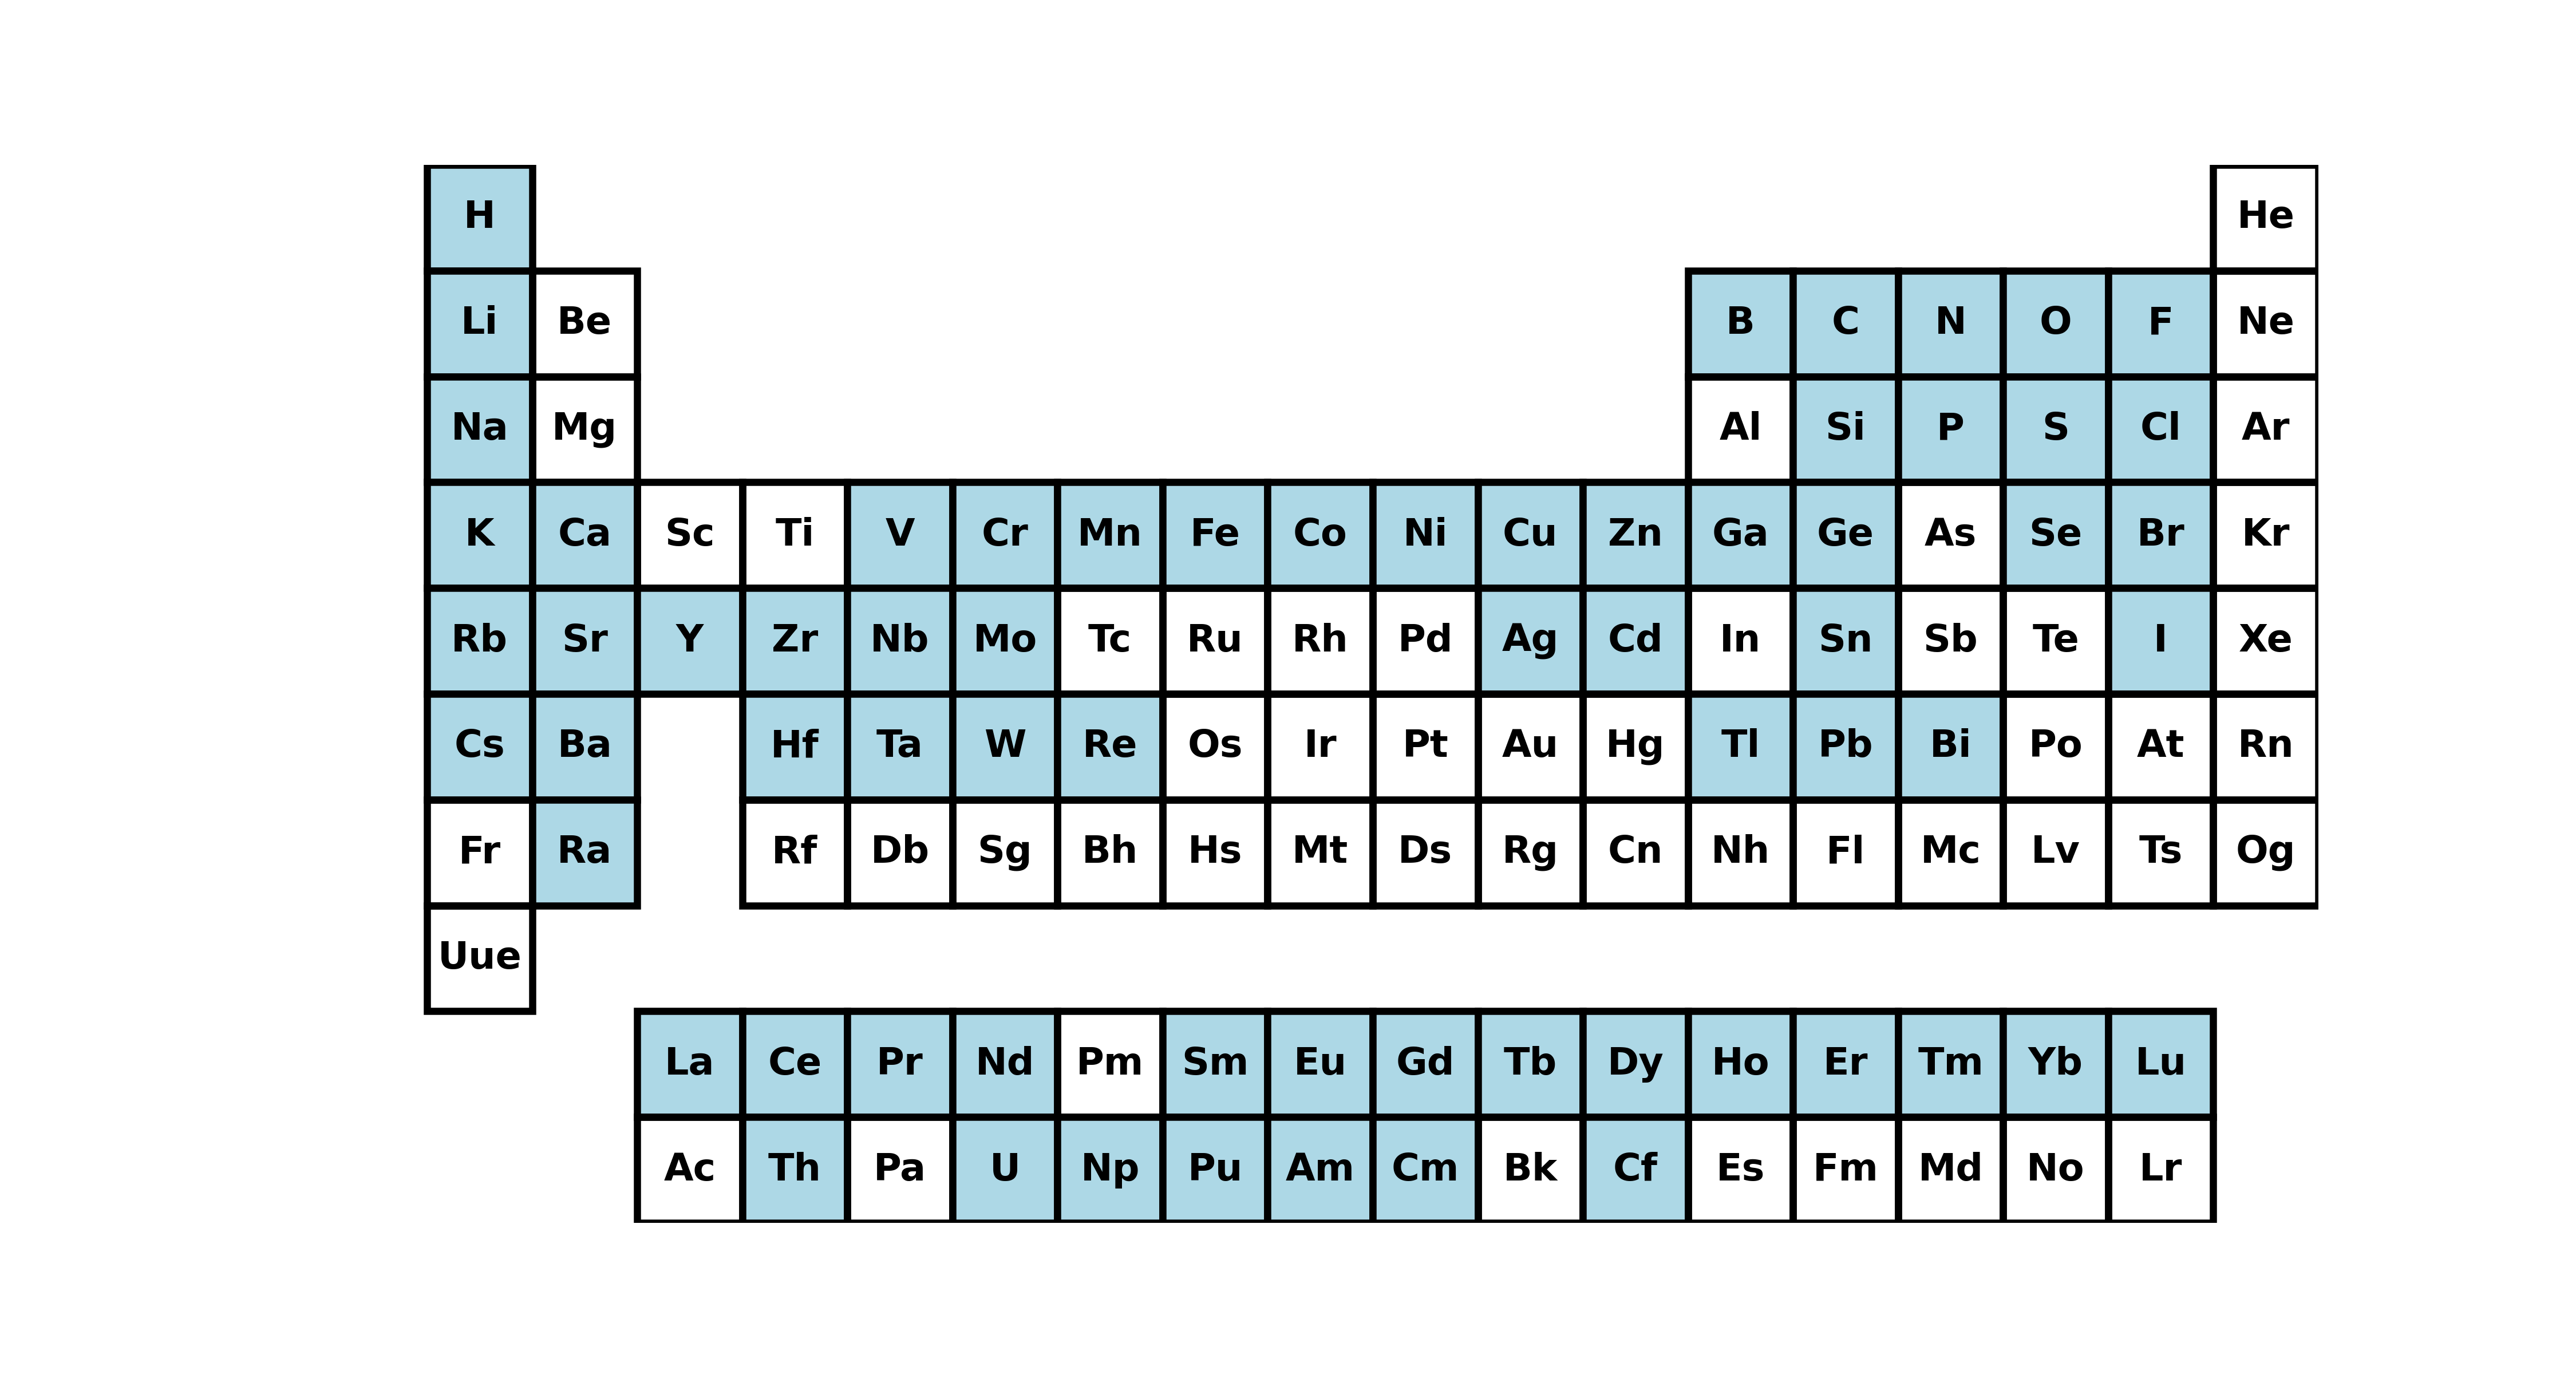 H He
Li Be B C N O F Ne
Na Mg Al Si P S Cl Ar
K Ca Sc Ti V Cr Mn Fe Co Ni Cu Zn Ga Ge As Se Br Kr
Rb Sr Y Zr Nb Mo Tc Ru Rh Pd Ag Cd In Sn Sb Te I Xe
Cs Ba Hf Ta W Re Os Ir Pt Au Hg Tl Pb Bi Po At Rn
Fr Ra Rf Db Sg Bh Hs Mt Ds Rg Cn Nh Fl Mc Lv Ts Og
Uue
La Ce Pr Nd Pm Sm Eu Gd Tb Dy Ho Er Tm Yb Lu
Ac Th Pa U Np Pu Am Cm Bk Cf Es Fm Md No Lr